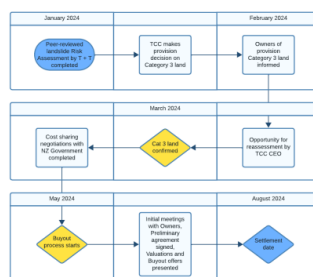 January 2024
February 2024
Peer-reviewed
landslide Risk
Assessment by T + T
completed
TCC makes
provision
decision on
Category 3 land
Owners of
provision
Category 3 land
informed
March 2024
Cost sharing
negotiations with
NZ Government
completed
Cat 3 land
confirmed
Opportunity for
reassessment by
TCC CEO
May 2024
August 2024
Buyout
process starts
Initial meetings
with Owners,
Preliminary
agreement
signed,
Valuations and
Buyout offers
presented
Settlement
date